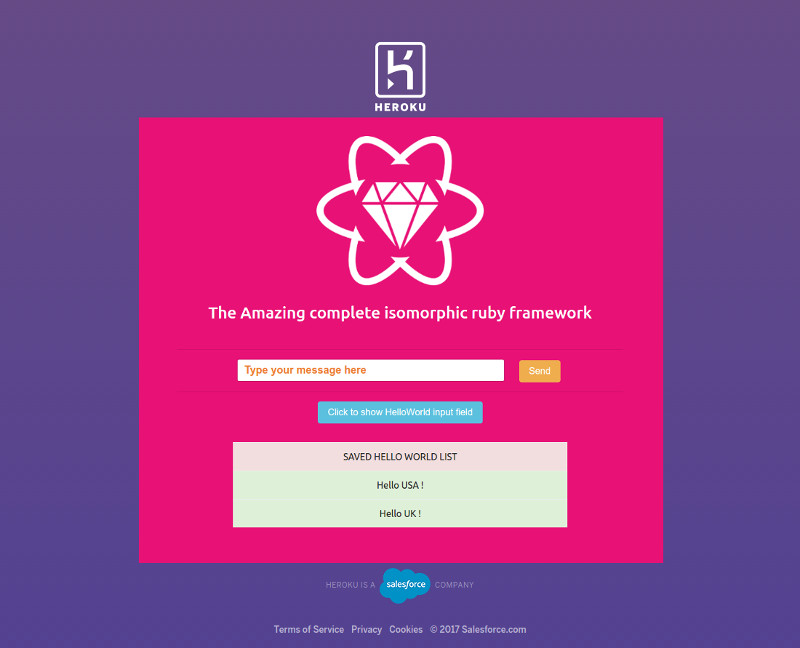 HEROKU
The Amazing complete isomorphic ruby framework
Type your message here
Send
Click to show HelloWorld input field
SAVED HELLO WORLD LIST
Hello USA !
Hello UK !
HEROKU IS A salesforce COMPANY
Terms of Service Privacy Cookies © 2017 Salesforce.com